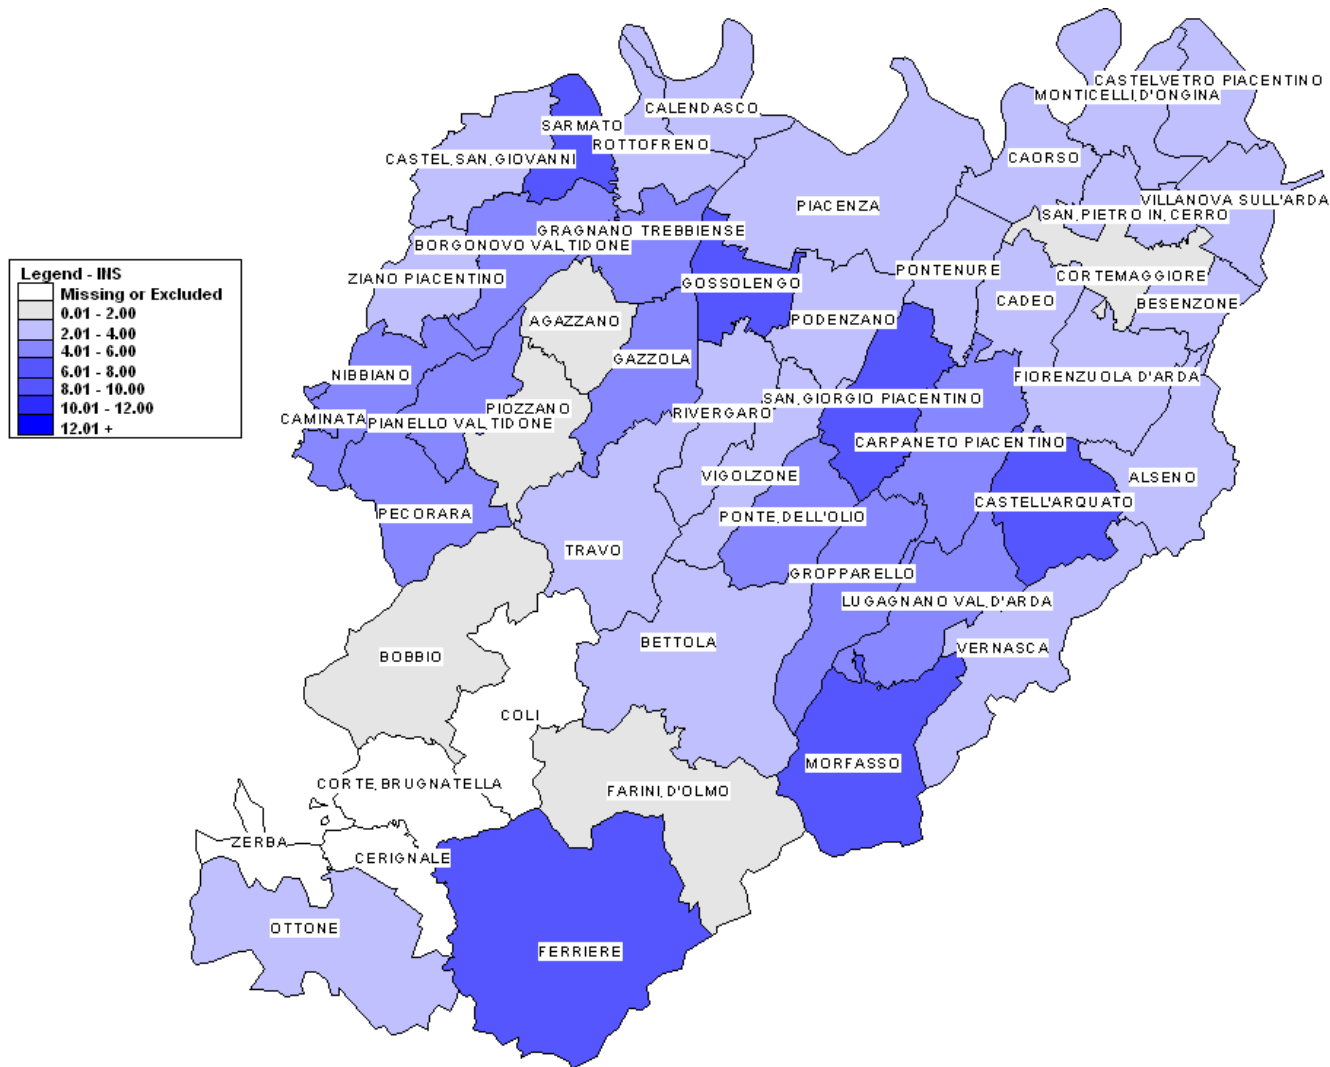 CASTELVETRO PIACENTINO
MONTICELLI.D'ONGINA
CALENDASCO
SARMATO
ROTTOFRENO
CASTEL.SAN.GIOVANNI
CAORSO
VILLANOVA SULL'ARDA
PIACENZA
SAN.PIETRO IN.CERRO
GRAGNANO TREBBIENSE
BORGONOVO VAL.TIDONE
Legend - INS
Missing or Excluded
0.01 - 2.00
2.01 - 4.00
4.01 - 6.00
6.01 - 8.00
8.01 - 10.00
10.01 - 12.00
12.01 +
ZIANO PIACENTINO
GOSSOLENGO
PONTENURE
CORTEMAGGIORE
CADEO
BESENZONE
AGAZZANO
PODENZANO
GAZZOLA
NIBBIANO
FIORENZUOLA D'ARDA
SAN.GIORGIO PIACENTINO
PIOZZANO
RIVERGARO
CAMINATA
PIANELLO VAL.TIDONE
CARPANETO PIACENTINO
VIGOLZONE
ALSENO
CASTELL'ARQUATO
PECORARA
PONTE.DELL'OLIO
TRAVO
GROPPARELLO
LUGAGNANO VAL.D'ARDA
BETTOLA
VERNASCA
BOBBIO
COLI
MORFASSO
CORTE.BRUGNATELLA
FARINI.D'OLMO
ZERBA
CERIGNALE
OTTONE
FERRIERE